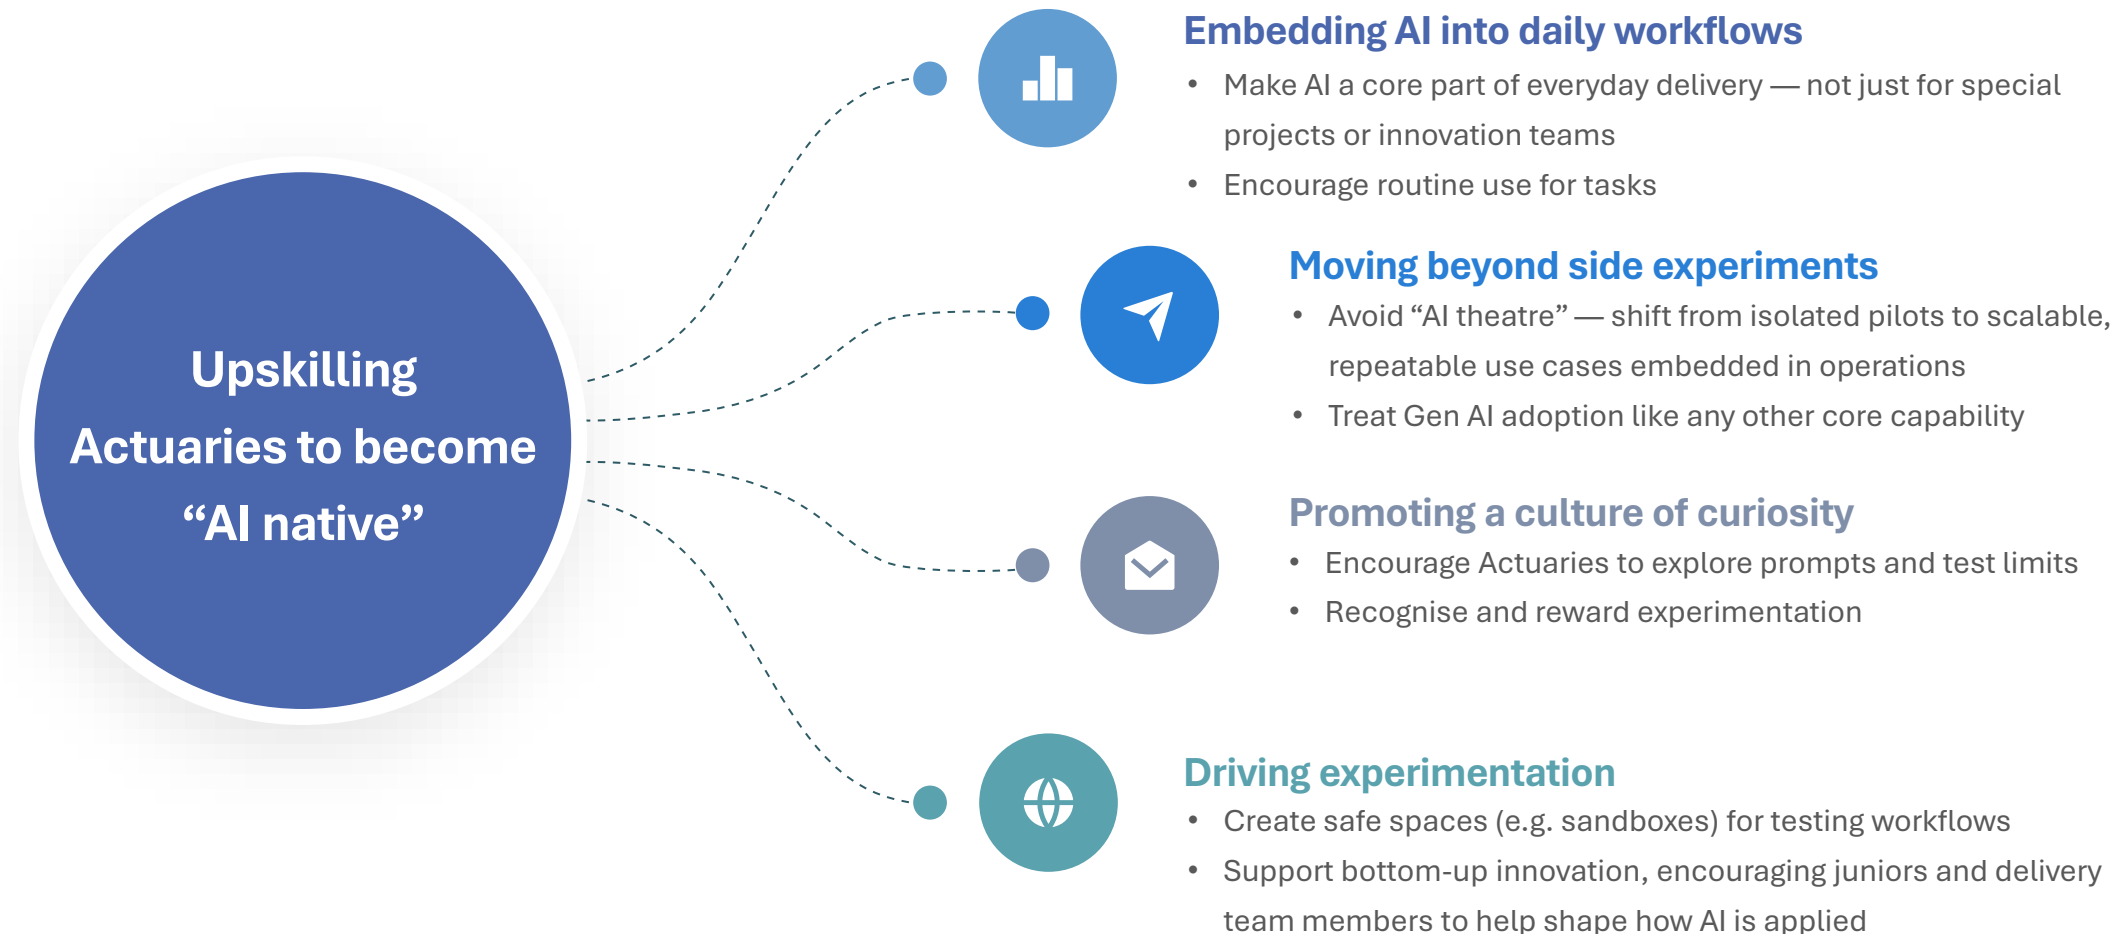 Upskilling
Actuaries to become
“AI native”
Embedding AI into daily workflows
• Make AI a core part of everyday delivery — not just for special
projects or innovation teams
• Encourage routine use for tasks
Moving beyond side experiments
• Avoid “AI theatre” — shift from isolated pilots to scalable,
repeatable use cases embedded in operations
• Treat Gen AI adoption like any other core capability
Promoting a culture of curiosity
• Encourage Actuaries to explore prompts and test limits
• Recognise and reward experimentation
Driving experimentation
• Create safe spaces (e.g. sandboxes) for testing workflows
• Support bottom-up innovation, encouraging juniors and delivery
team members to help shape how AI is applied